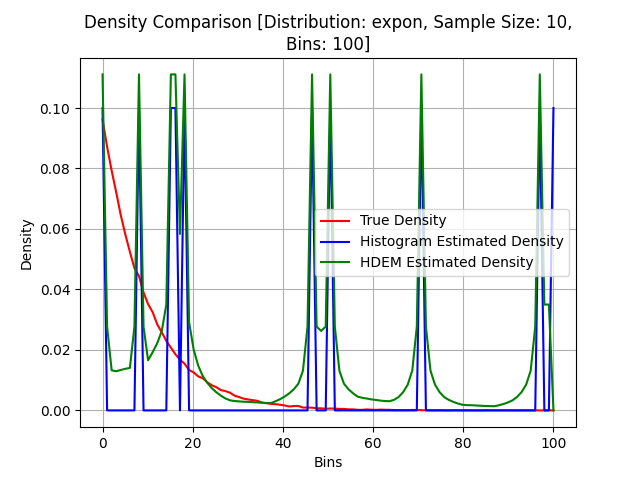 Density Comparison [Distribution: expon, Sample Size: 10,
Bins: 100]
Density
0.10
0.08
0.06
0.04
0.02
0.00
True Density
Histogram Estimated Density
HDEM Estimated Density
0 20 40 60 80 100
Bins